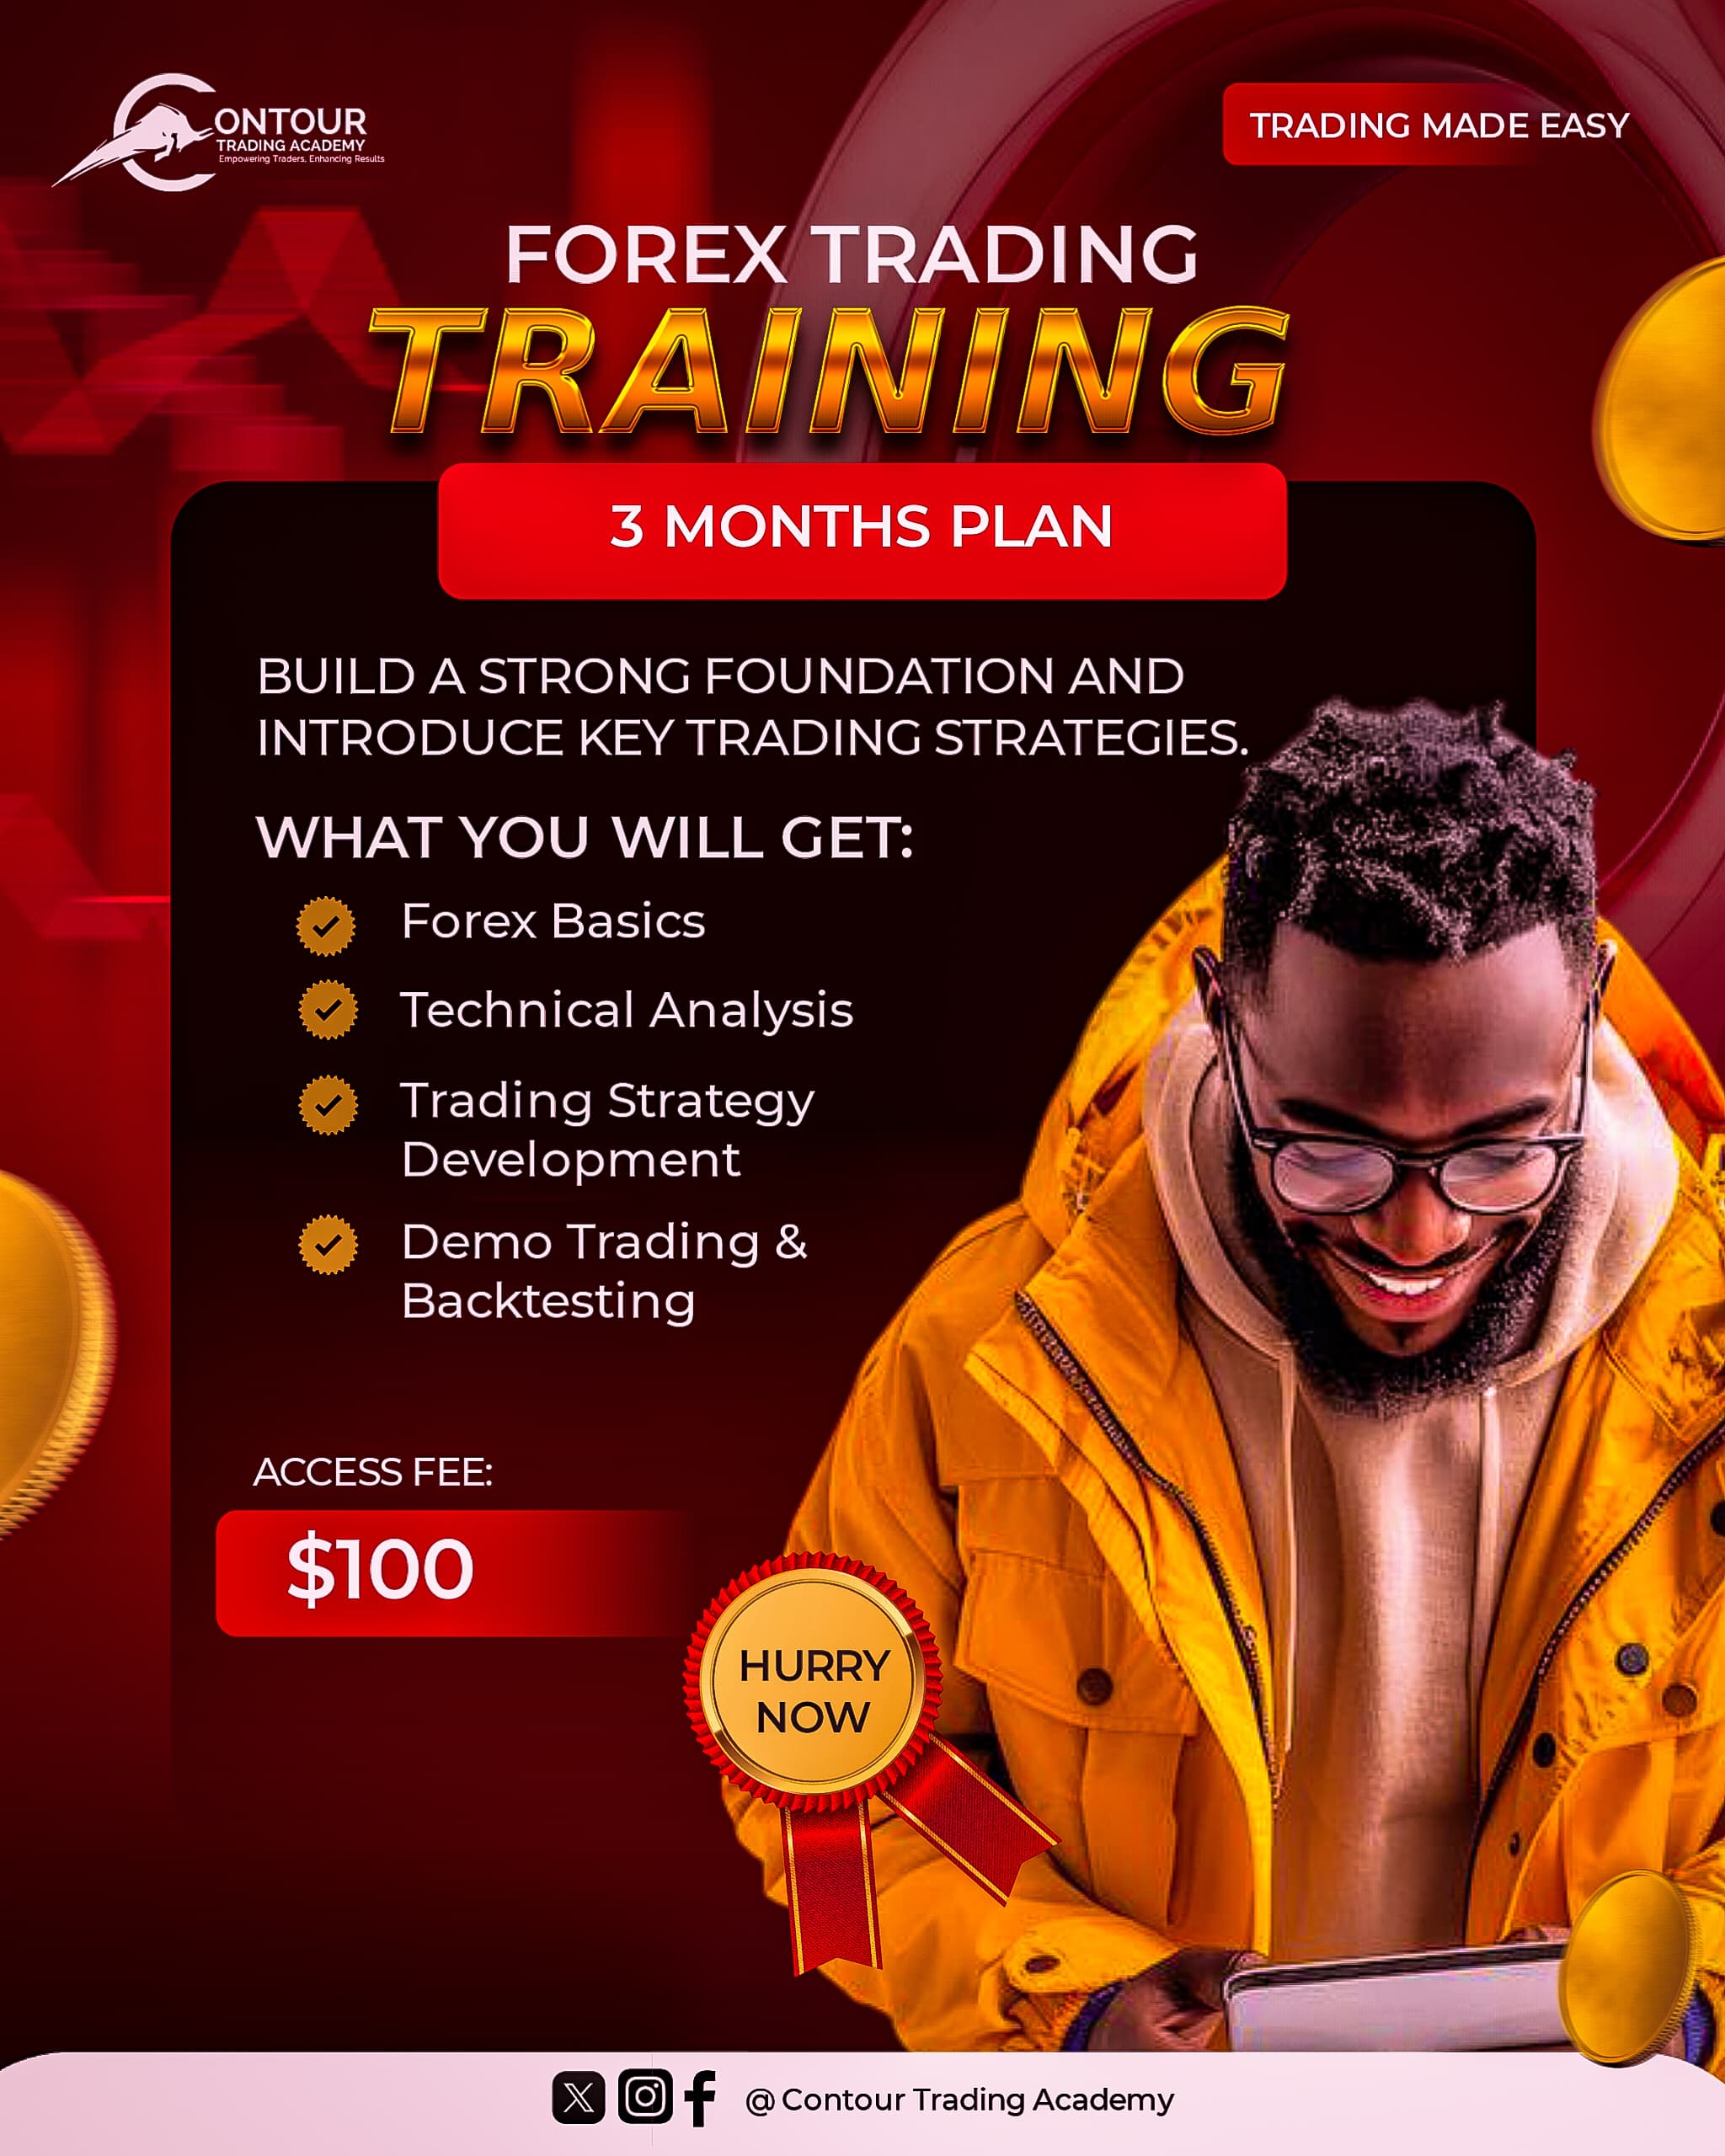 CONTOUR
TRADING ACADEMY
Empowering Traders, Enhancing Results
TRADING MADE EASY
FOREX TRADING
TRAINING
3 MONTHS PLAN
BUILD A STRONG FOUNDATION AND
INTRODUCE KEY TRADING STRATEGIES.
WHAT YOU WILL GET:
Forex Basics
Technical Analysis
Trading Strategy
Development
Demo Trading &
Backtesting
ACCESS FEE:
$100
HURRY
NOW
@ Contour Trading Academy